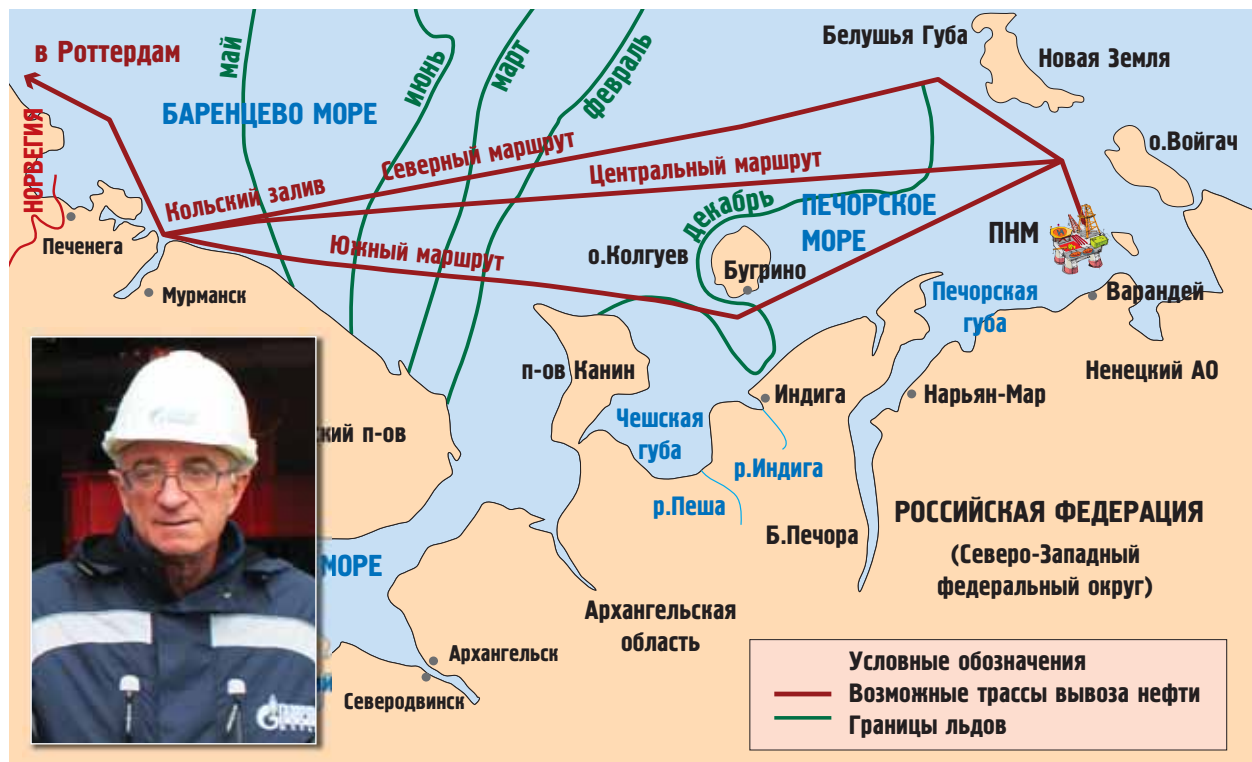 в Роттердам
май
июнь
март
февраль
Белушья Губа
Новая Земля
БАРЕНЦЕВО МОРЕ
НОРВЕГИЯ
Северный маршрут
Центральный маршрут
о.Войгач
Кольский залив
декабрь
ПЕЧОРСКОЕ
МОРЕ
ПНМ
Печенега
Южный маршрут
о.Колгуев
Бугрино
Мурманск
Печорская
губа
Варандей
п-ов Канин
Ненецкий АО
Индига
Нарьян-Мар
Чешская
губа
кий п-ов
р.Индига
р.Пеша
Б.Печора
РОССИЙСКАЯ ФЕДЕРАЦИЯ
(Северо-Западный
федеральный округ)
МОРЕ
Архангельская
область
Архангельск
Северодвинск
Условные обозначения
Возможные трассы вывоза нефти
Границы льдов